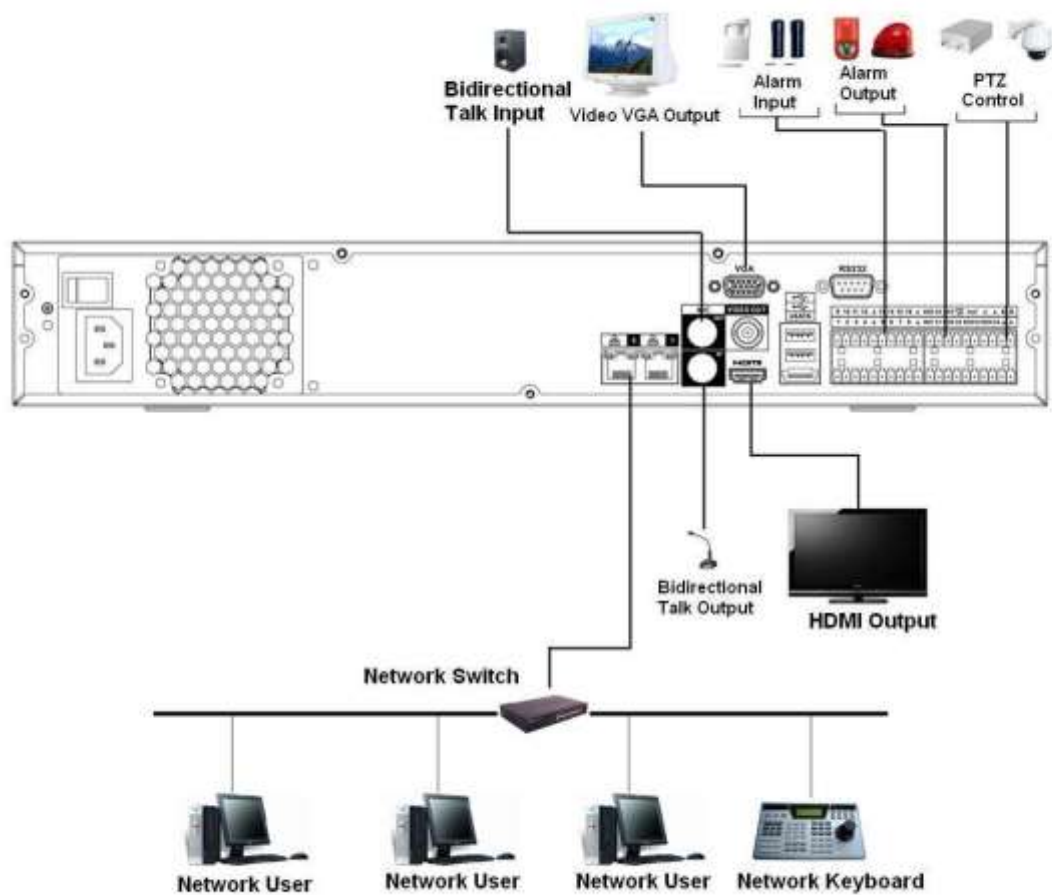 Bidirectional
Talk Input
Video VGA Output
Alarm
Input
Alarm
Output
PTZ
Control
VGA
RS232
VIDEO OUT
HDMI
Bidirectional
Talk Output
HDMI Output
Network Switch
Network User
Network User
Network User
Network Keyboard